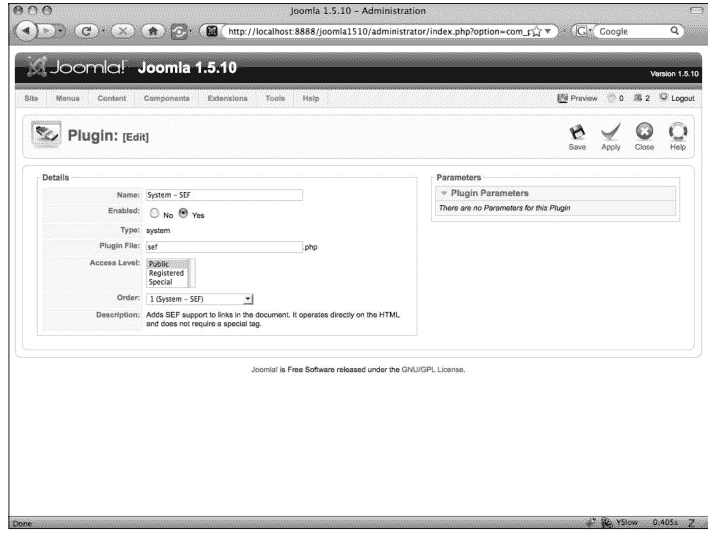 Joomla 1.5.10 – Administration
http://localhost:8888/joomla1510/administrator/index.php?option=com_p
Google
Joomla! Joomla 1.5.10
Version 1.5.10
Site Menus Content Components Extensions Tools Help Preview 0 2 Logout
Plugin: [Edit]
Save Apply Close Help
Details
Name: System – SEF
Enabled: No Yes
Type: system
Plugin File: sef .php
Access Level: Public
Registered
Special
Order: 1 (System – SEF)
Description: Adds SEF support to links in the document. It operates directly on the HTML
and does not require a special tag.
Parameters
Plugin Parameters
There are no Parameters for this Plugin
Joomla! is Free Software released under the GNU/GPL License.
Done YSlow 0.405s